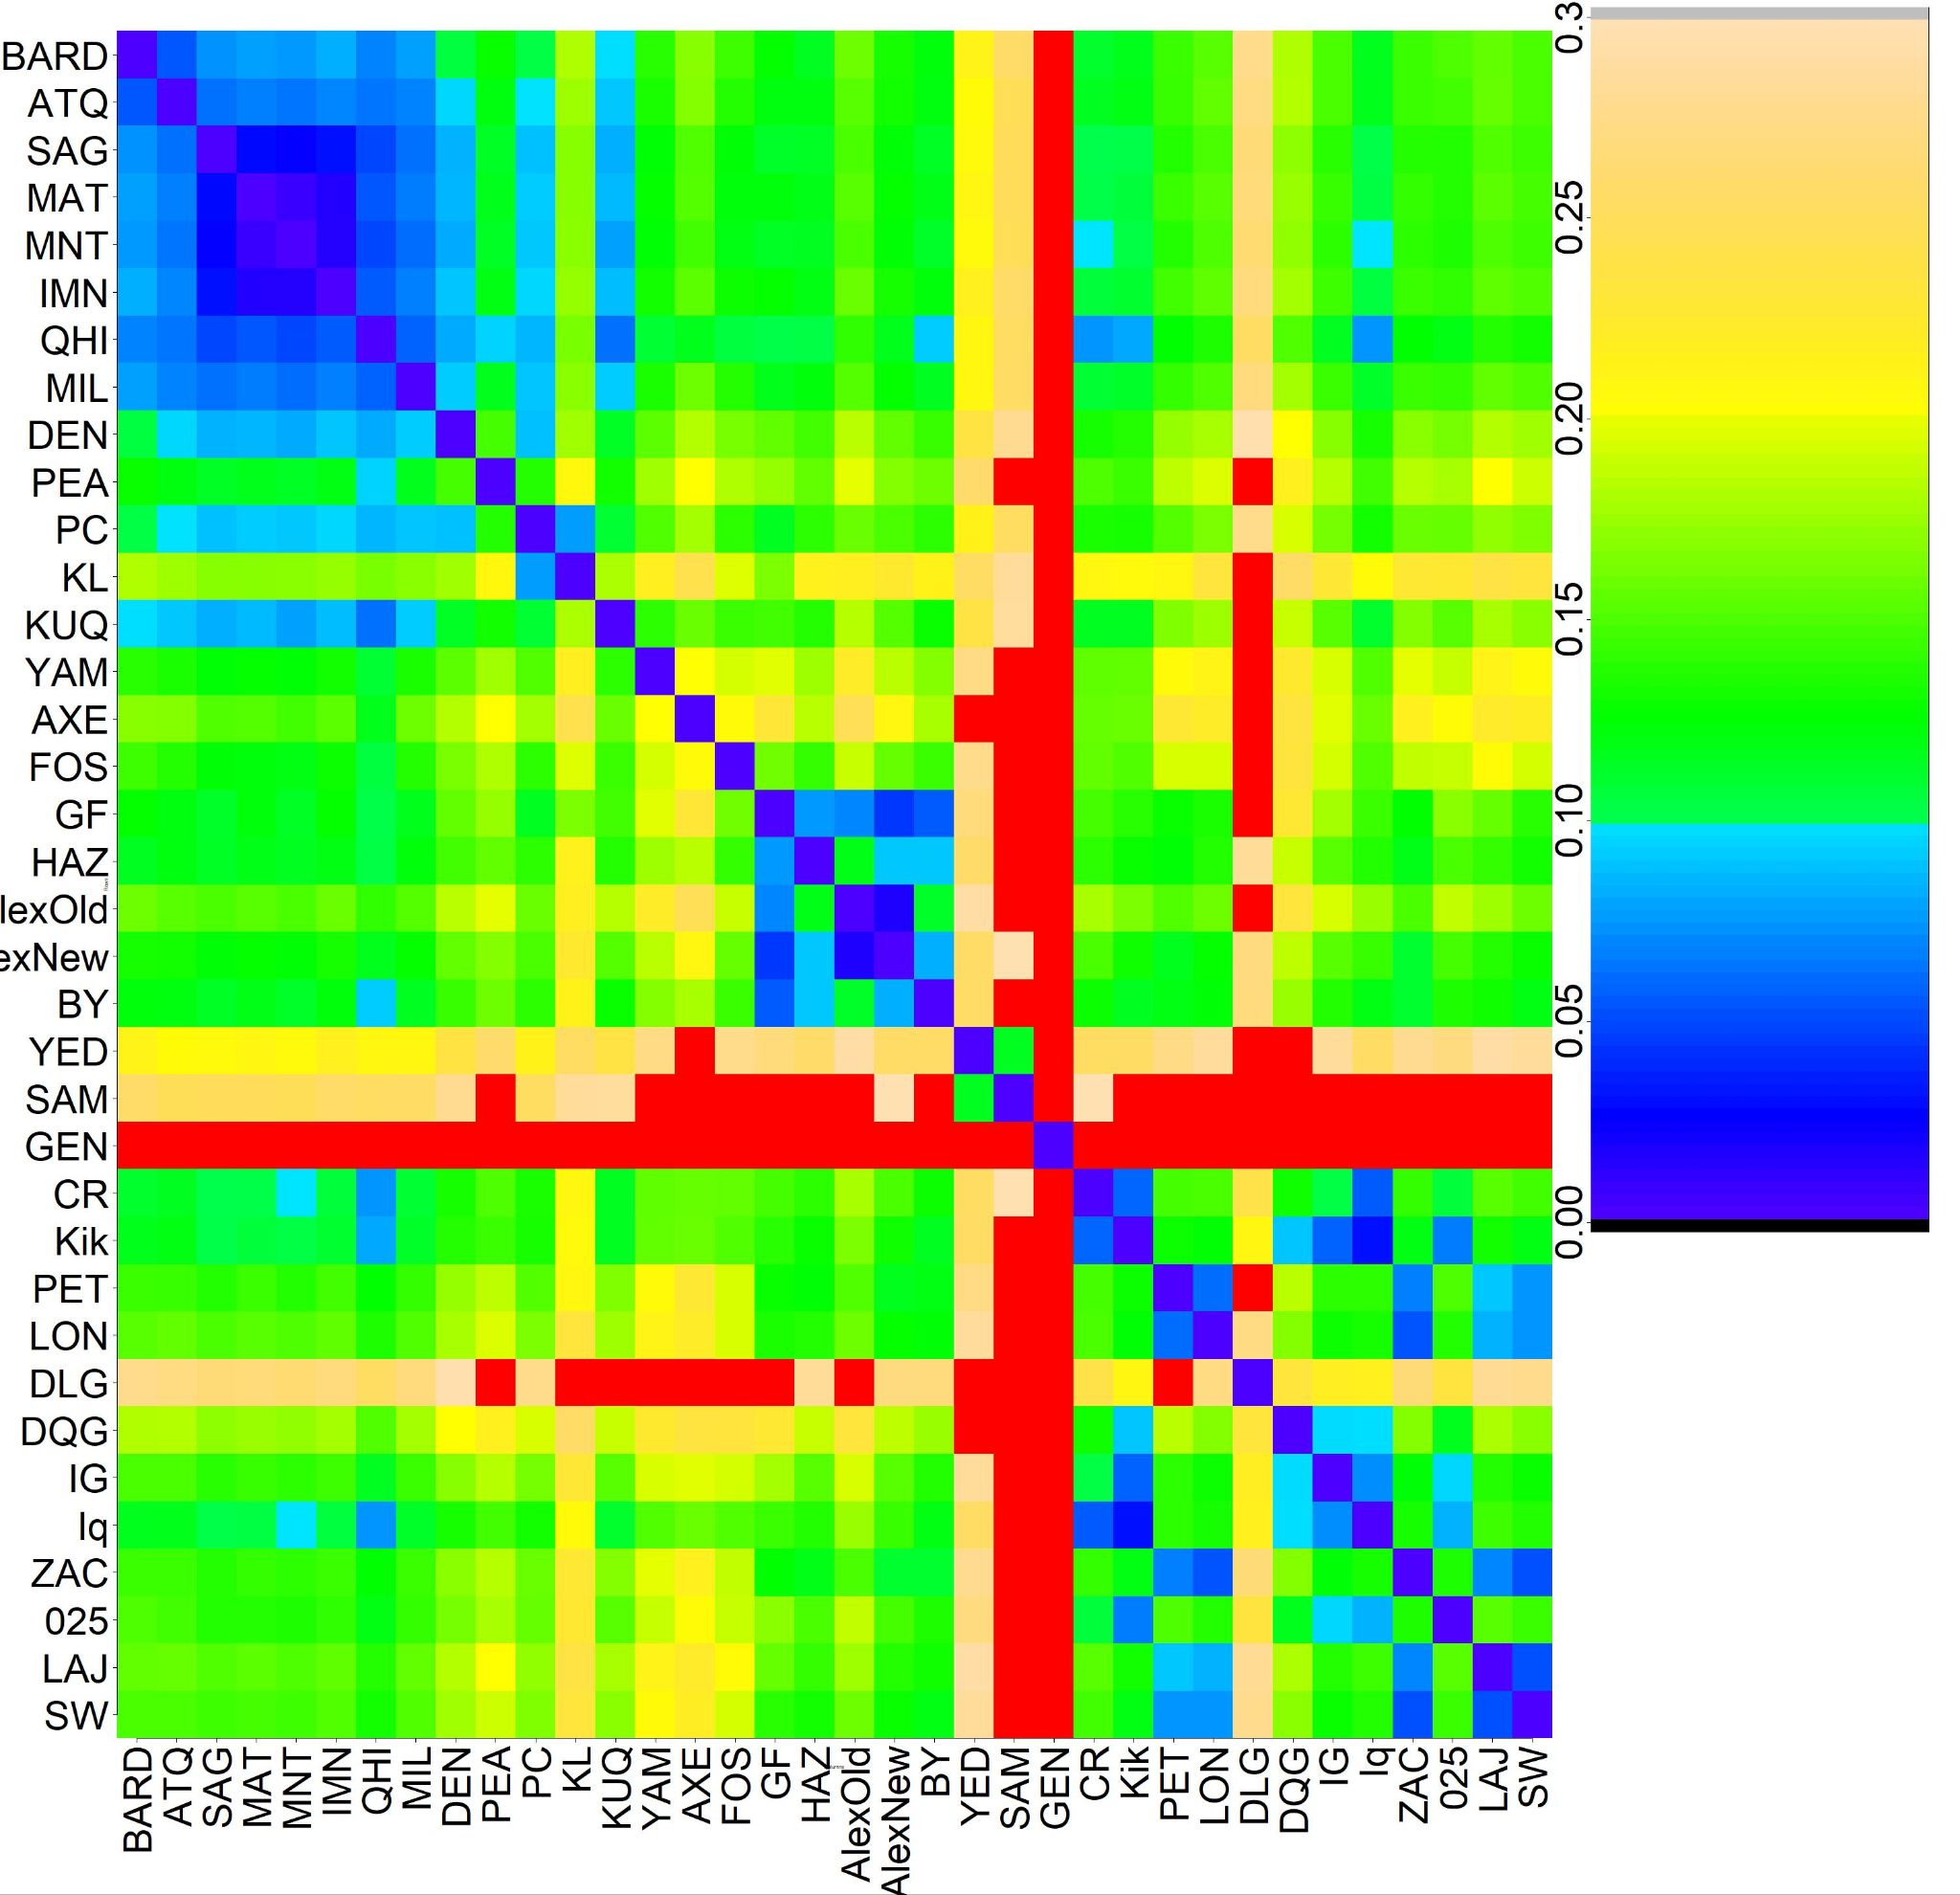 BARD
ATQ
SAG
MAT
MNT
IMN
QHI
MIL
DEN
PEA
PC
KL
KUQ
YAM
AXE
FOS
GF
HAZ
lexOld
exNew
BY
YED
SAM
GEN
CR
Kik
PET
LON
DLG
DQG
IG
Iq
ZAC
025
LAJ
SW
BARD
ATQ
SAG
MAT
MNT
IMN
QHI
MIL
DEN
PEA
PC
KL
KUQ
YAM
AXE
FOS
GF
HAZ
AlexOld
AlexNew
BY
YED
SAM
GEN
CR
Kik
PET
LON
DLG
DQG
IG
Iq
ZAC
025
LAJ
SW
0.3
0.25
0.20
0.15
0.10
0.05
0.00